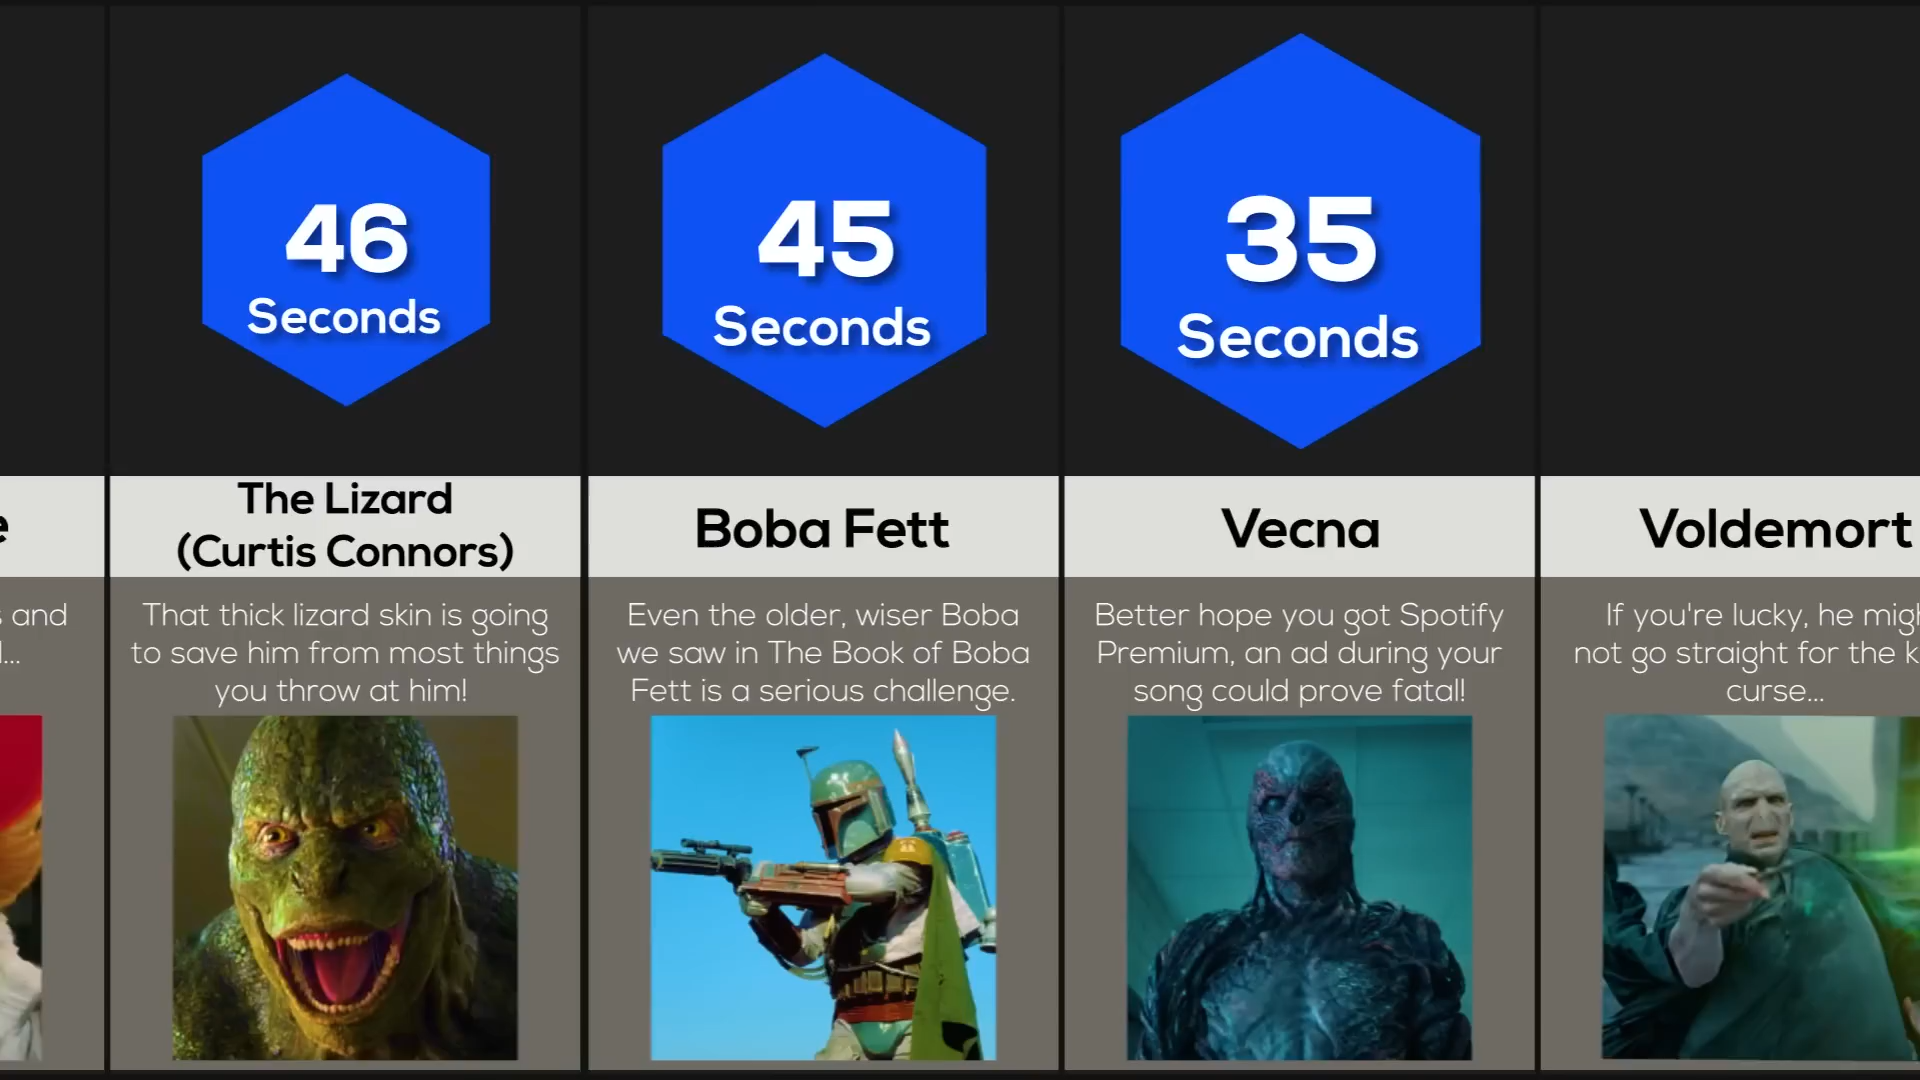 46
Seconds
45
Seconds
35
Seconds
The Lizard
(Curtis Connors)
Boba Fett
Vecna
Voldemort
and
That thick lizard skin is going
to save him from most things
you throw at him!
Even the older, wiser Boba
we saw in The Book of Boba
Fett is a serious challenge.
Better hope you got Spotify
Premium, an ad during your
song could prove fatal!
If you're lucky, he
not go straight for the
curse...